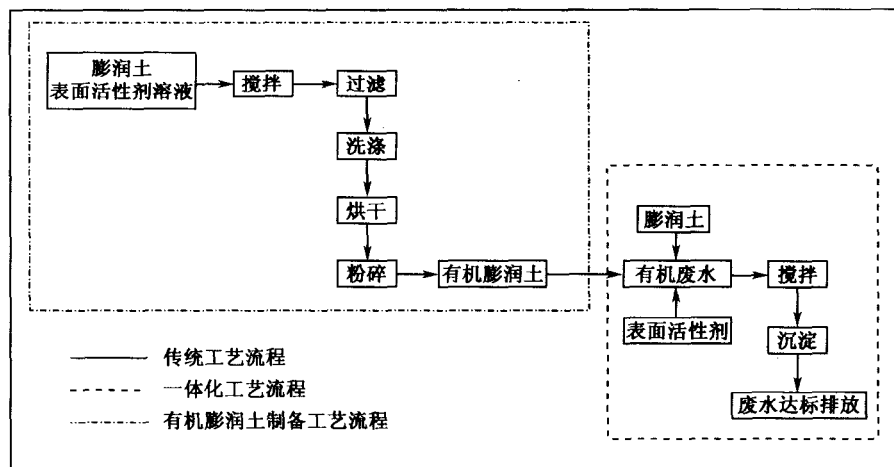 膨润土
表面活性剂溶液
搅拌
过滤
洗涤
烘干
粉碎
有机膨润土
膨润土
有机废水
搅拌
表面活性剂
沉淀
废水达标排放
传统工艺流程
一体化工艺流程
有机膨润土制备工艺流程